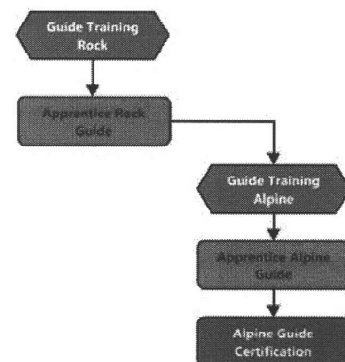 Guide Training
Rock
Apprentice Rock
Guide
Guide Training
Alpine
Apprentice Alpine
Guide
Alpine Guide
Certification